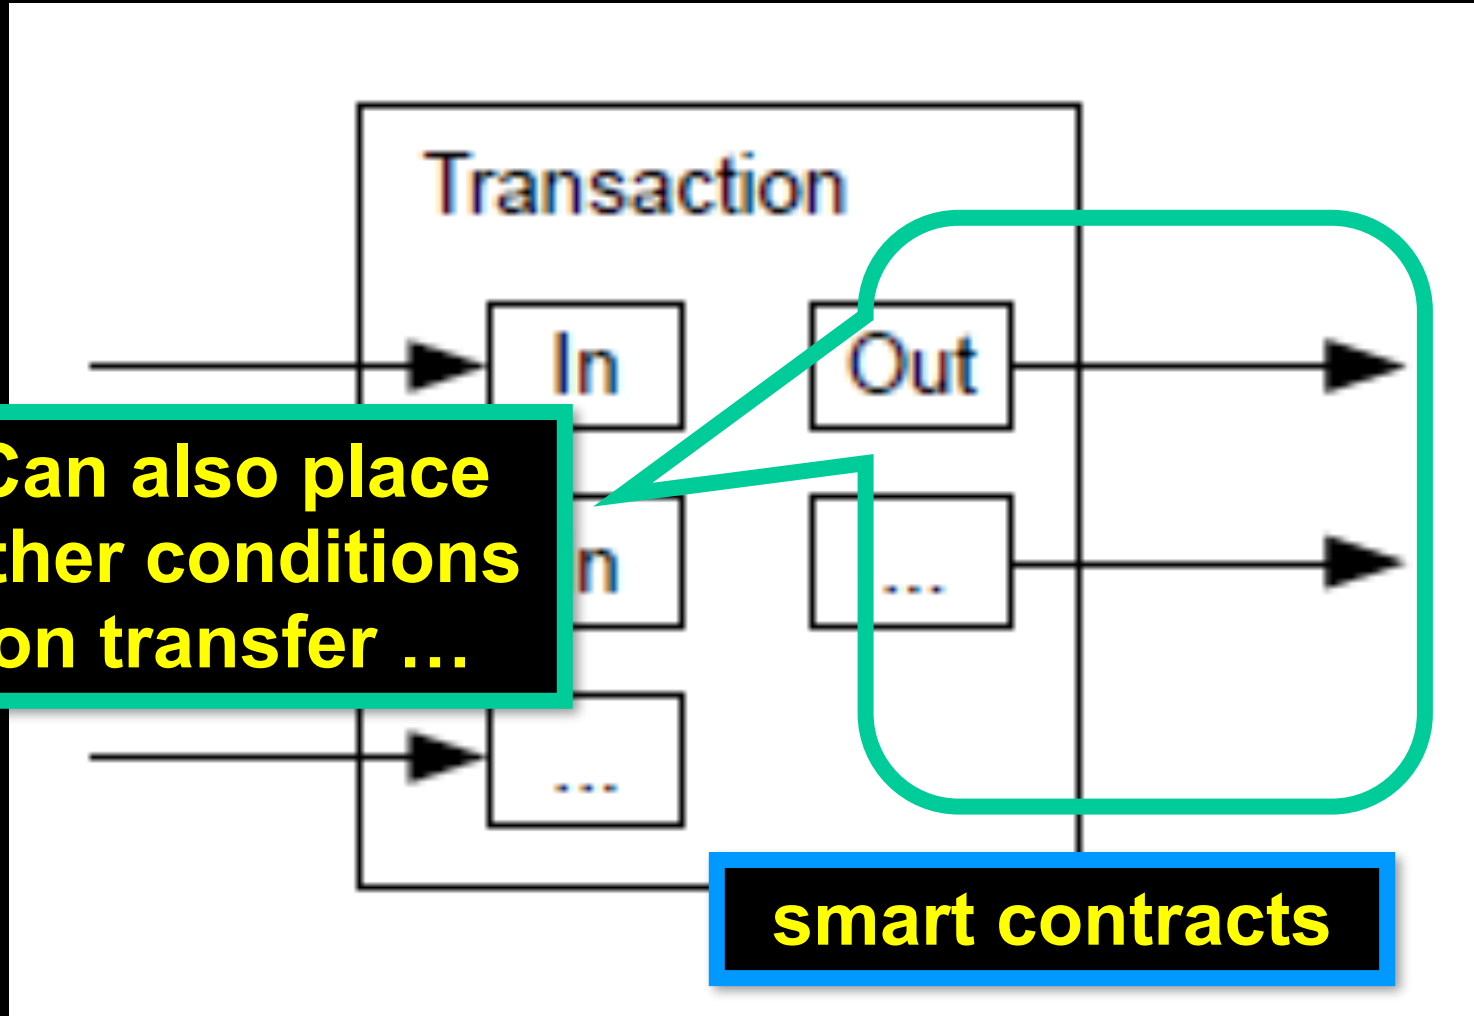 Transaction
In
Out
Can also place
ther conditions
on transfer …
n
...
...
smart contracts